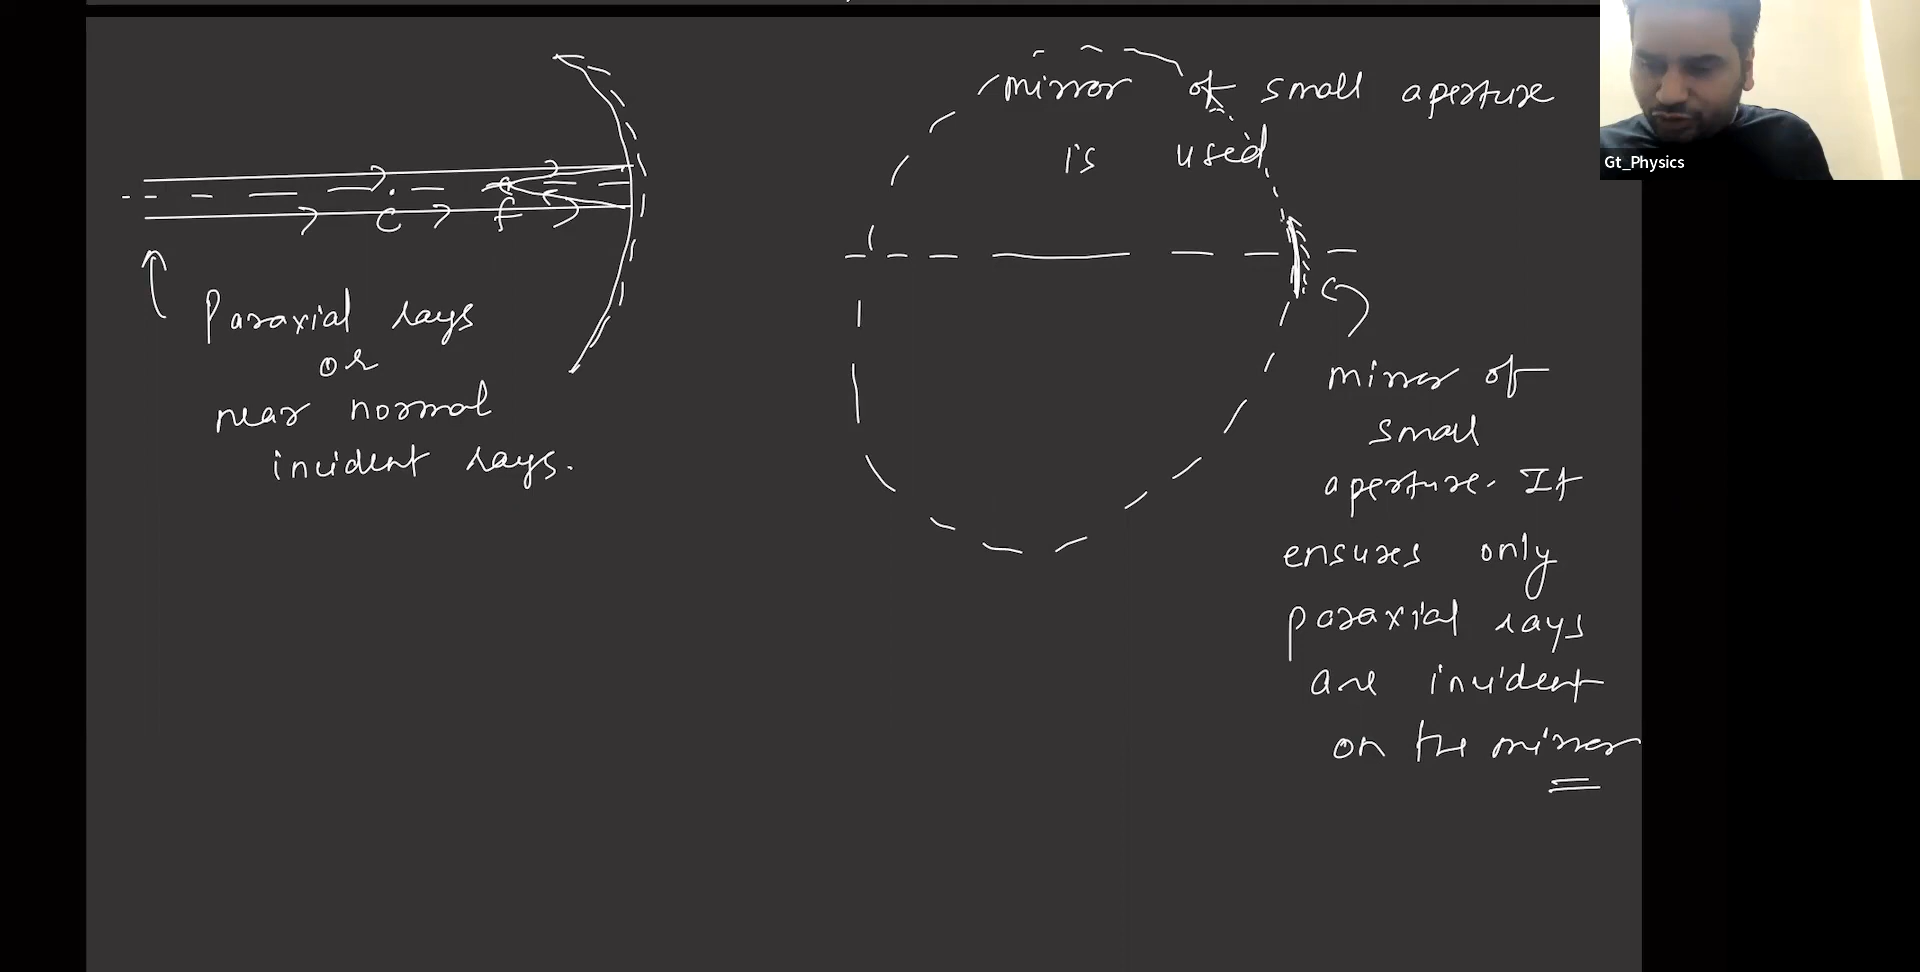 mirror of small aperture
is used
C
f
Paraxial rays
or
near normal
incident rays.
mirror of
small
aperture. It
ensures only
paraxial rays
are incident
on the mirror
Gt_Physics